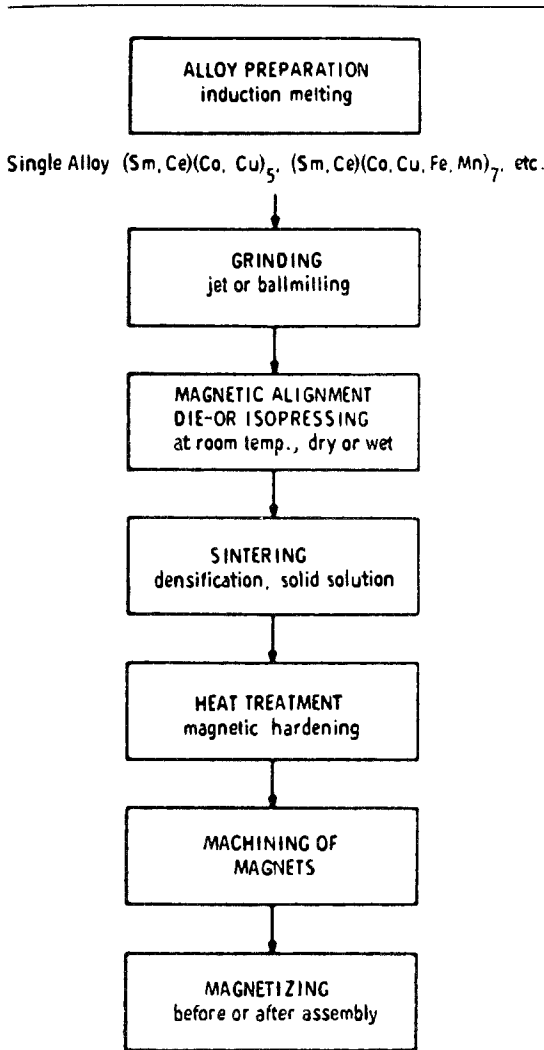 ALLOY PREPARATION
induction melting
Single Alloy (Sm, Ce)(Co, Cu)5, (Sm, Ce)(Co, Cu, Fe, Mn)7, etc.
GRINDING
jet or ballmilling
MAGNETIC ALIGNMENT
DIE-OR ISOPRESSING
at room temp., dry or wet
SINTERING
densification, solid solution
HEAT TREATMENT
magnetic hardening
MACHINING OF
MAGNETS
MAGNETIZING
before or after assembly